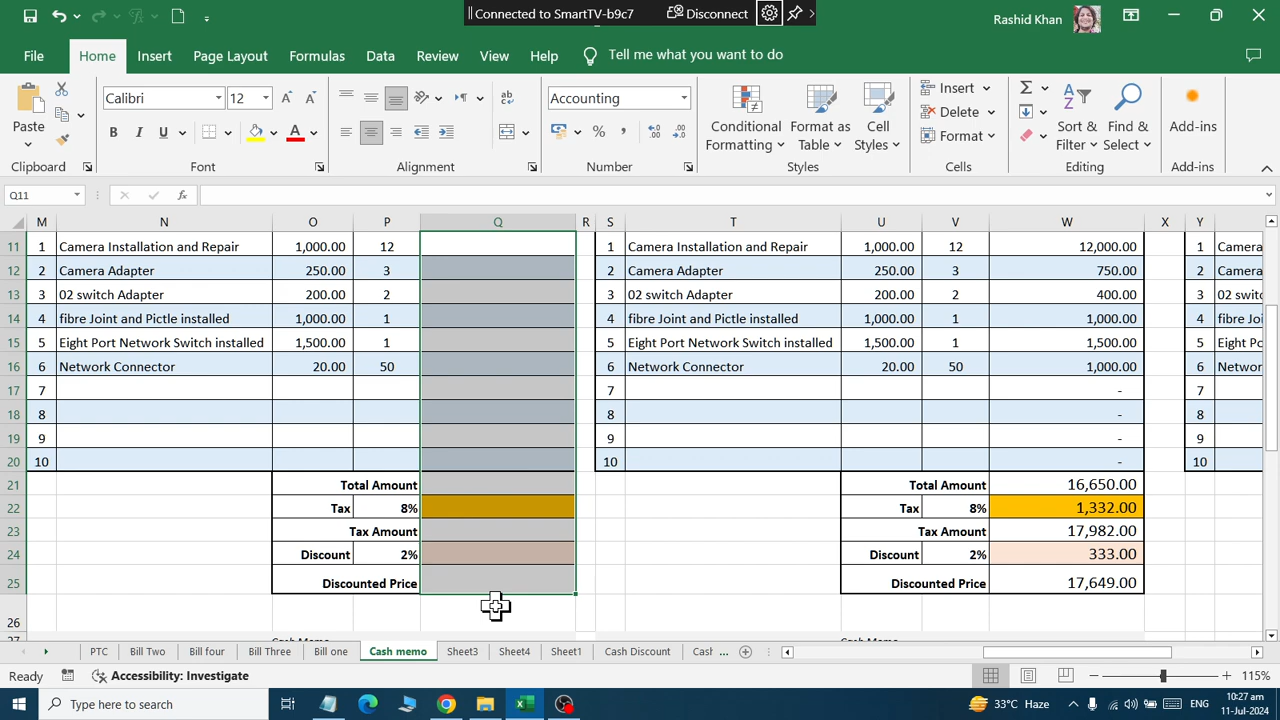 Connected to SmartTV-b9c7 Disconnect
Rashid Khan
File Home Insert Page Layout Formulas Data Review View Help Tell me what you want to do
Calibri 12 Accounting
Paste
B I U
Conditional Formatting Format as Table Cell Styles
Insert
Delete
Format
Sort & Filter Find & Select
Add-ins
Clipboard Font Alignment Number Styles Cells Editing Add-ins
Q11 fx
M N O P Q R S T U V W X Y
11 1 Camera Installation and Repair 1,000.00 12 1 Camera Installation and Repair 1,000.00 12 12,000.00 1 Camera
12 2 Camera Adapter 250.00 3 2 Camera Adapter 250.00 3 750.00 2 Camera
13 3 02 switch Adapter 200.00 2 3 02 switch Adapter 200.00 2 400.00 3 02 switc
14 4 fibre Joint and Pictle installed 1,000.00 1 4 fibre Joint and Pictle installed 1,000.00 1 1,000.00 4 fibre Joi
15 5 Eight Port Network Switch installed 1,500.00 1 5 Eight Port Network Switch installed 1,500.00 1 1,500.00 5 Eight Po
16 6 Network Connector 20.00 50 6 Network Connector 20.00 50 1,000.00 6 Networ
17 7 7 - 7
18 8 8 - 8
19 9 9 - 9
20 10 10 - 10
21 Total Amount Total Amount 16,650.00
22 Tax 8% Tax 8% 1,332.00
23 Tax Amount Tax Amount 17,982.00
24 Discount 2% Discount 2% 333.00
25 Discounted Price Discounted Price 17,649.00
26
27 Cash Memo Cash Memo
PTC Bill Two Bill four Bill Three Bill one Cash memo Sheet3 Sheet4 Sheet1 Cash Discount Cash ...
Ready Accessibility: Investigate 115%
Type here to search 33°C Haze ENG 10:27 am
11-Jul-2024